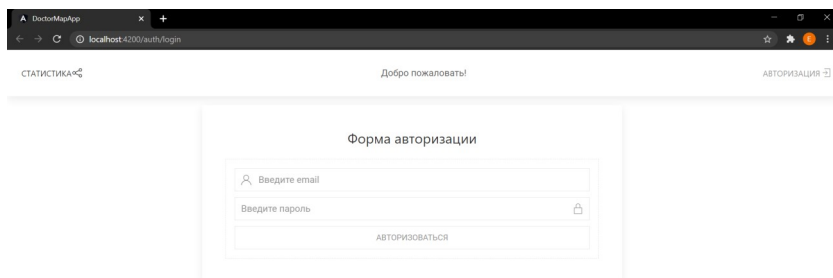 DoctorMapApp
localhost:4200/auth/login
E
СТАТИСТИКА
Добро пожаловать!
АВТОРИЗАЦИЯ
Форма авторизации
Введите email
Введите пароль
АВТОРИЗОВАТЬСЯ